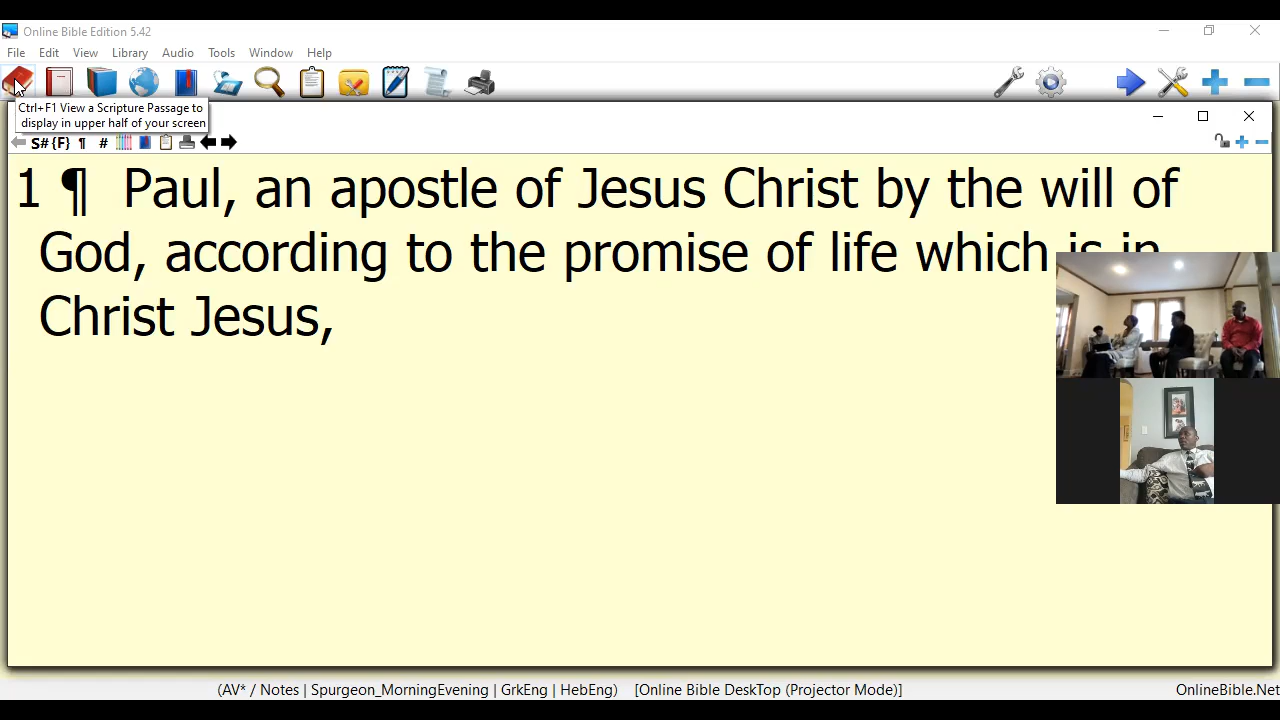 Online Bible Edition 5.42
File Edit View Library Audio Tools Window Help
Ctrl+F1 View a Scripture Passage to
display in upper half of your screen
S# {F} ¶ #
1 ¶ Paul, an apostle of Jesus Christ by the will of
God, according to the promise of life which is in
Christ Jesus,
(AV* / Notes | Spurgeon_MorningEvening | GrkEng | HebEng) [Online Bible DeskTop (Projector Mode)] OnlineBible.Net